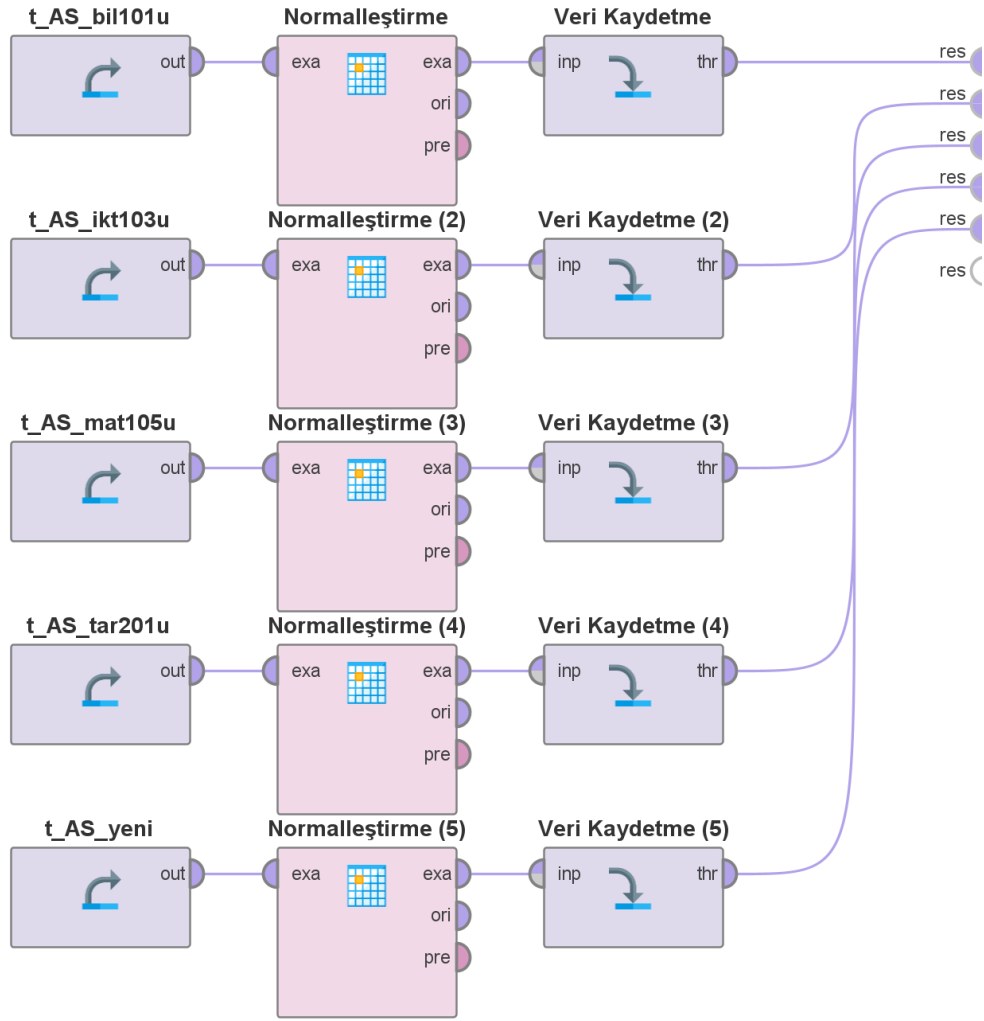 t_AS_bil101u Normalleştirme Veri Kaydetme
out exa exa inp thr res
ori res
pre res
res
t_AS_ikt103u Normalleştirme (2) Veri Kaydetme (2)
res
out exa exa inp thr res
ori
pre
t_AS_mat105u Normalleştirme (3) Veri Kaydetme (3)
out exa exa inp thr
ori
pre
t_AS_tar201u Normalleştirme (4) Veri Kaydetme (4)
out exa exa inp thr
ori
pre
t_AS_yeni Normalleştirme (5) Veri Kaydetme (5)
out exa exa inp thr
ori
pre